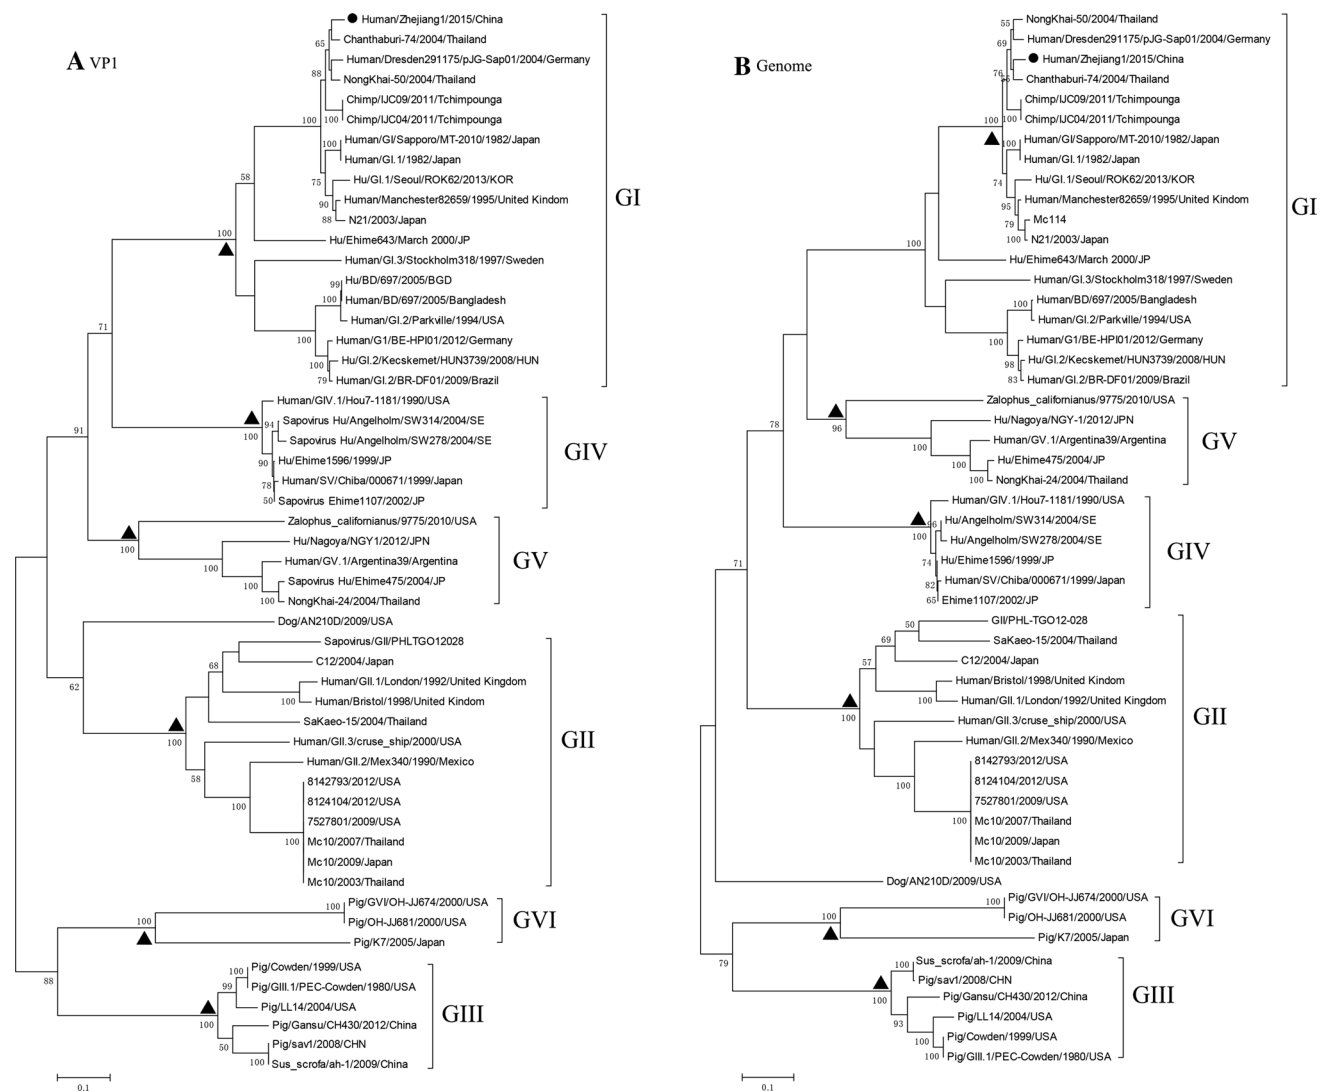 A VP1
Human/Zhejiang1/2015/China
65
Chanthaburi-74/2004/Thailand
Human/Dresden291175/pJG-Sap01/2004/Germany
88
NongKhai-50/2004/Thailand
Chimp/IJC09/2011/Tchimpounga
100 100
Chimp/IJC04/2011/Tchimpounga
100
Human/GI/Sapporo/MT-2010/1982/Japan
Human/GI.1/1982/Japan
75
Hu/GI.1/Seoul/ROK62/2013/KOR
90
Human/Manchester82659/1995/United Kindom
88
N21/2003/Japan
58
100
Hu/Ehime643/March 2000/JP
Human/GI.3/Stockholm318/1997/Sweden
99
Hu/BD/697/2005/BGD
100
Human/BD/697/2005/Bangladesh
Human/GI.2/Parkville/1994/USA
100
Human/G1/BE-HPI01/2012/Germany
100
Hu/GI.2/Kecskemet/HUN3739/2008/HUN
79
Human/GI.2/BR-DF01/2009/Brazil
GI
71
Human/GIV.1/Hou7-1181/1990/USA
94
Sapovirus Hu/Angelholm/SW314/2004/SE
100
Sapovirus Hu/Angelholm/SW278/2004/SE
90
Hu/Ehime1596/1999/JP
78
Human/SV/Chiba/000671/1999/Japan
50
Sapovirus Ehime1107/2002/JP
GIV
91
Zalophus_californianus/9775/2010/USA
100
Hu/Nagoya/NGY1/2012/JPN
100
Human/GV.1/Argentina39/Argentina
100
Sapovirus Hu/Ehime475/2004/JP
100
NongKhai-24/2004/Thailand
GV
Dog/AN210D/2009/USA
62
Sapovirus/GII/PHLTGO12028
68
C12/2004/Japan
Human/GII.1/London/1992/United Kingdom
100
Human/Bristol/1998/United Kindom
SaKaeo-15/2004/Thailand
100
Human/GII.3/cruse_ship/2000/USA
58
Human/GII.2/Mex340/1990/Mexico
100
8142793/2012/USA
8124104/2012/USA
7527801/2009/USA
100
Mc10/2007/Thailand
Mc10/2009/Japan
Mc10/2003/Thailand
GII
100
Pig/GVI/OH-JJ674/2000/USA
100
Pig/OH-JJ681/2000/USA
Pig/K7/2005/Japan
GVI
88
100
Pig/Cowden/1999/USA
99
Pig/GIII.1/PEC-Cowden/1980/USA
Pig/LL14/2004/USA
100
Pig/Gansu/CH430/2012/China
50
Pig/sav1/2008/CHN
100
Sus_scrofa/ah-1/2009/China
GIII
0.1
B Genome
55
NongKhai-50/2004/Thailand
69
Human/Dresden291175/pJG-Sap01/2004/Germany
Human/Zhejiang1/2015/China
76
Chanthaburi-74/2004/Thailand
Chimp/IJC09/2011/Tchimpounga
100 100
Chimp/IJC04/2011/Tchimpounga
100
Human/GI/Sapporo/MT-2010/1982/Japan
Human/GI.1/1982/Japan
74
Hu/GI.1/Seoul/ROK62/2013/KOR
95
Human/Manchester82659/1995/United Kindom
79
Mc114
100
N21/2003/Japan
100
Hu/Ehime643/March 2000/JP
Human/GI.3/Stockholm318/1997/Sweden
100
Human/BD/697/2005/Bangladesh
Human/GI.2/Parkville/1994/USA
100
Human/G1/BE-HPI01/2012/Germany
98
Hu/GI.2/Kecskemet/HUN3739/2008/HUN
83
Human/GI.2/BR-DF01/2009/Brazil
GI
78
Zalophus_californianus/9775/2010/USA
96
Hu/Nagoya/NGY-1/2012/JPN
100
Human/GV.1/Argentina39/Argentina
100
Hu/Ehime475/2004/JP
100
NongKhai-24/2004/Thailand
GV
Human/GIV.1/Hou7-1181/1990/USA
96
Hu/Angelholm/SW314/2004/SE
100
Hu/Angelholm/SW278/2004/SE
74
Hu/Ehime1596/1999/JP
82
Human/SV/Chiba/000671/1999/Japan
65
Ehime1107/2002/JP
GIV
71
GII/PHL-TGO12-028
50
SaKaeo-15/2004/Thailand
69
C12/2004/Japan
57
Human/Bristol/1998/United Kindom
100
Human/GII.1/London/1992/United Kingdom
100
Human/GII.3/cruse_ship/2000/USA
Human/GII.2/Mex340/1990/Mexico
100
8142793/2012/USA
8124104/2012/USA
7527801/2009/USA
100
Mc10/2007/Thailand
Mc10/2009/Japan
Mc10/2003/Thailand
GII
Dog/AN210D/2009/USA
100
Pig/GVI/OH-JJ674/2000/USA
100
Pig/OH-JJ681/2000/USA
Pig/K7/2005/Japan
GVI
79
100
Sus_scrofa/ah-1/2009/China
Pig/sav1/2008/CHN
100
Pig/Gansu/CH430/2012/China
93
Pig/LL14/2004/USA
100
Pig/Cowden/1999/USA
100
Pig/GIII.1/PEC-Cowden/1980/USA
GIII
0.1